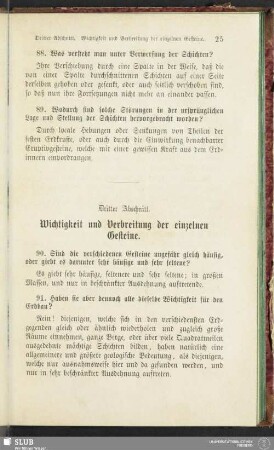 Dritter Abschnitt. Wichtigkeit und Verbreitung der einzelnen Gesteine. 25
88. Was versteht man unter Verwerfung der Schichten?
Ihre Verschiebung durch eine Spalte in der Weise, daß die
von einer Spalte durchschnittenen Schichten auf einer Seite
derselben gehoben oder gesenkt, oder auch seitlich verschoben sind,
so daß nun ihre Fortsetzungen nicht mehr an einander passen.
89. Wodurch sind solche Störungen in der ursprünglichen
Lage und Stellung der Schichten hervorgebracht worden?
Durch locale Hebungen oder Senkungen von Theilen der
festen Erdkruste, oder auch durch die Einwirkung benachbarter
Eruptivgesteine, welche mit einer gewissen Kraft aus dem Erd-
innern empordrangen.
Dritter Abschnitt.
Wichtigkeit und Verbreitung der einzelnen
Gesteine.
90. Sind die verschiedenen Gesteine ungefähr gleich häufig,
oder giebt es darunter sehr häufige und sehr seltene?
Es giebt sehr häufige, seltenere und sehr seltene; in großen
Massen, und nur in beschränkter Ausdehnung auftretende.
91. Haben sie aber dennoch alle dieselbe Wichtigkeit für den
Erdbau?
Nein! diejenigen, welche sich in den verschiedensten Erd-
gegenden gleich oder ähnlich wiederholen und zugleich große
Räume einnehmen, ganze Berge, oder über viele Quadratmeilen
ausgedehnte mächtige Schichten bilden, haben natürlich eine
allgemeinere und größere geologische Bedeutung, als diejenigen,
welche nur ausnahmsweise hier und da gefunden werden, und
nur in sehr beschränkter Ausdehnung auftreten.
SLUB